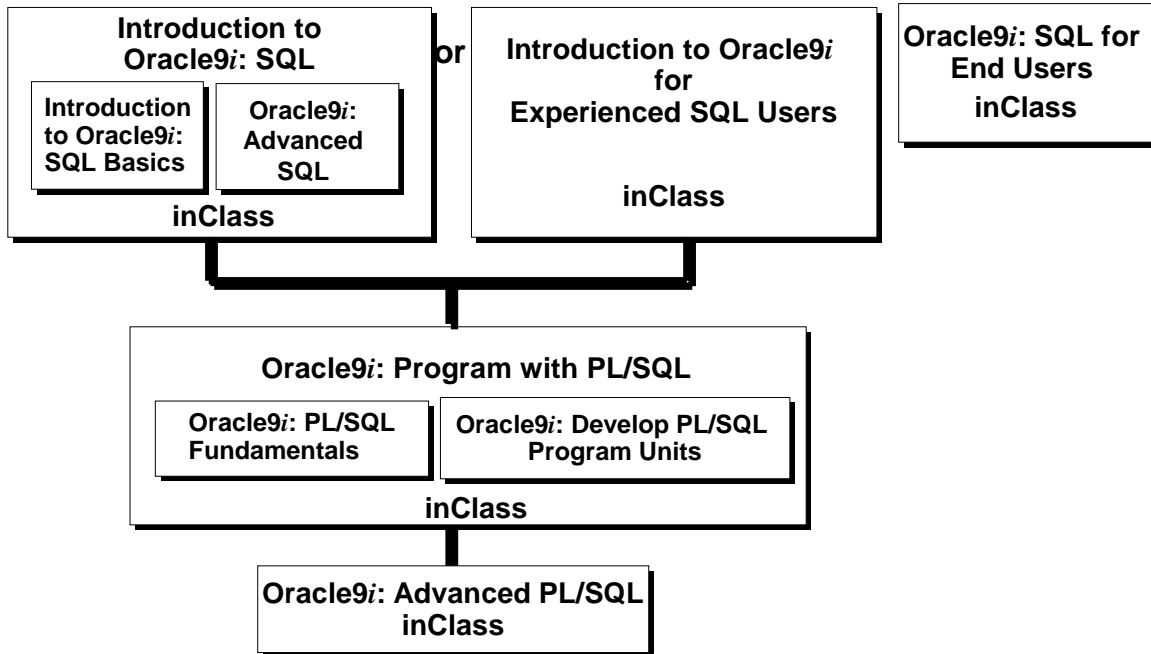 Introduction to
Oracle9i: SQL
Introduction
to Oracle9i:
SQL Basics
Oracle9i:
Advanced
SQL
inClass
or
Introduction to Oracle9i
for
Experienced SQL Users
inClass
Oracle9i: SQL for
End Users
inClass
Oracle9i: Program with PL/SQL
Oracle9i: PL/SQL
Fundamentals
Oracle9i: Develop PL/SQL
Program Units
inClass
Oracle9i: Advanced PL/SQL
inClass